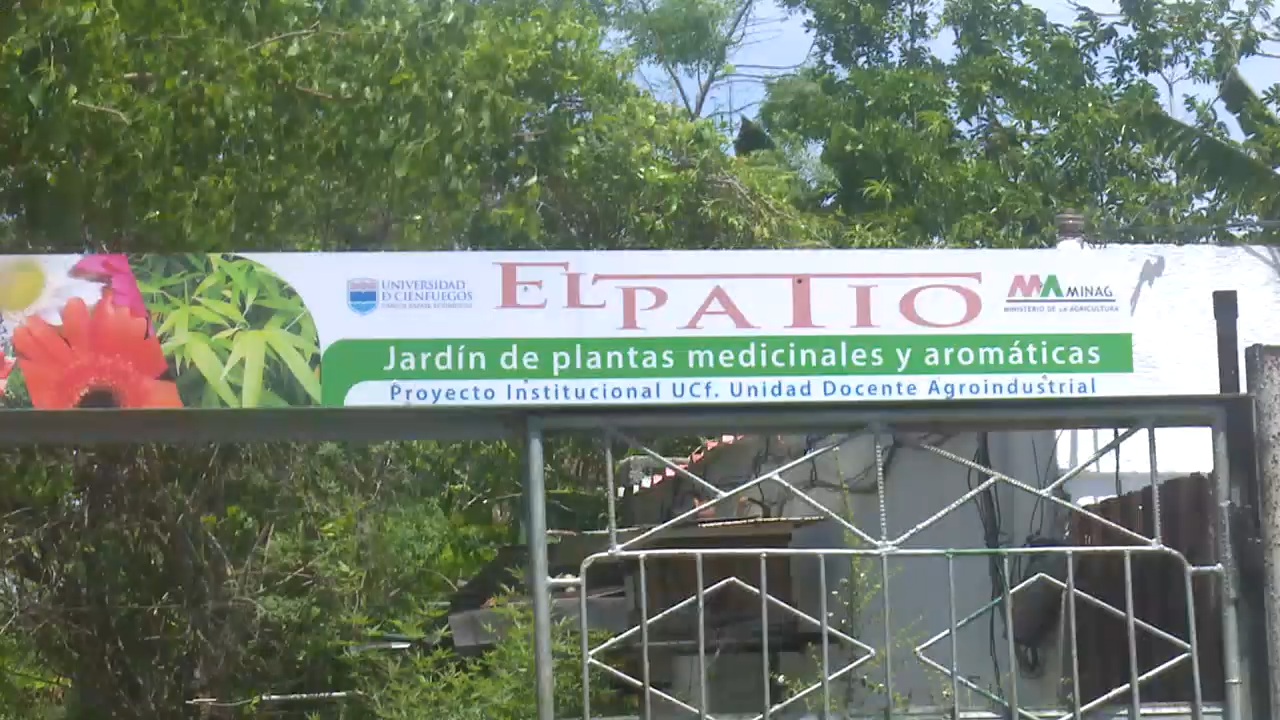 UNIVERSIDAD
D CIENFUEGOS
EL PATIO
MINAG
MINISTERIO DE LA AGRICULTURA
Jardín de plantas medicinales y aromáticas
Proyecto Institucional UCf. Unidad Docente Agroindustrial